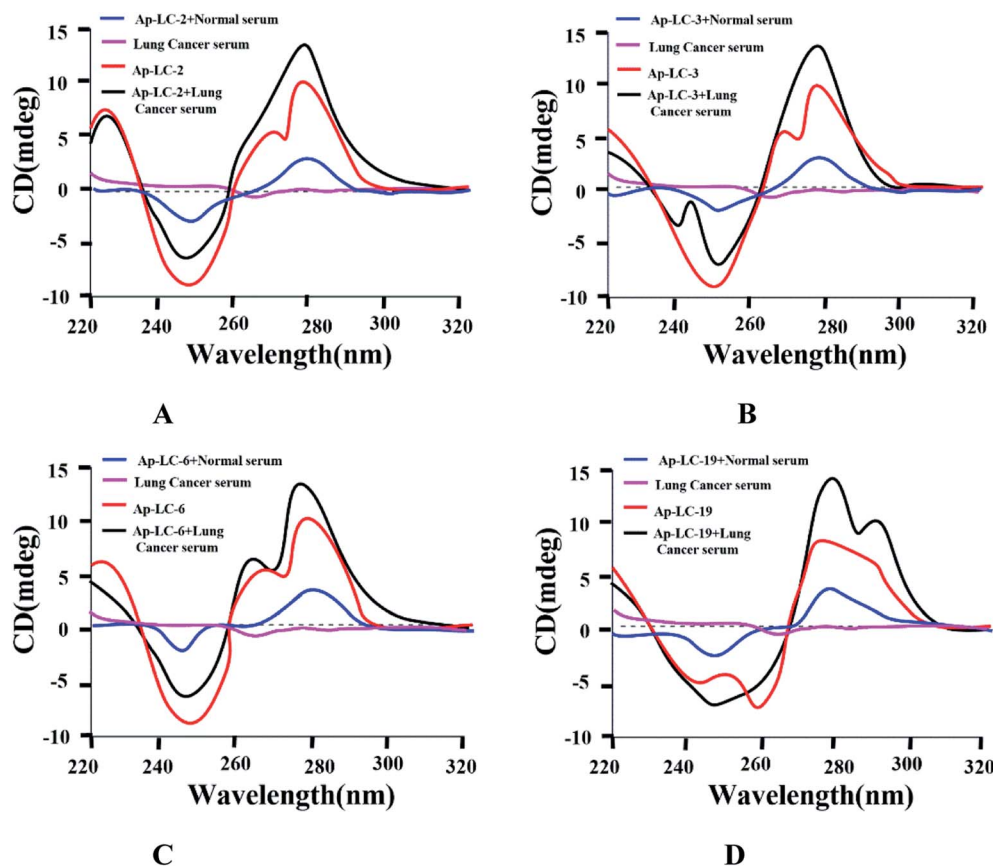 Ap-LC-2+Normal serum
Lung Cancer serum
Ap-LC-2
Ap-LC-2+Lung
Cancer serum
CD(mdeg)
15
10
5
0
-5
-10
220 240 260 280 300 320
Wavelength(nm)
A
Ap-LC-3+Normal serum
Lung Cancer serum
Ap-LC-3
Ap-LC-3+Lung
Cancer serum
CD(mdeg)
15
10
5
0
-5
-10
220 240 260 280 300 320
Wavelength(nm)
B
Ap-LC-6+Normal serum
Lung Cancer serum
Ap-LC-6
Ap-LC-6+Lung
Cancer serum
CD(mdeg)
15
10
5
0
-5
-10
220 240 260 280 300 320
Wavelength(nm)
C
Ap-LC-19+Normal serum
Lung Cancer serum
Ap-LC-19
Ap-LC-19+Lung
Cancer serum
CD(mdeg)
15
10
5
0
-5
-10
220 240 260 280 300 320
Wavelength(nm)
D